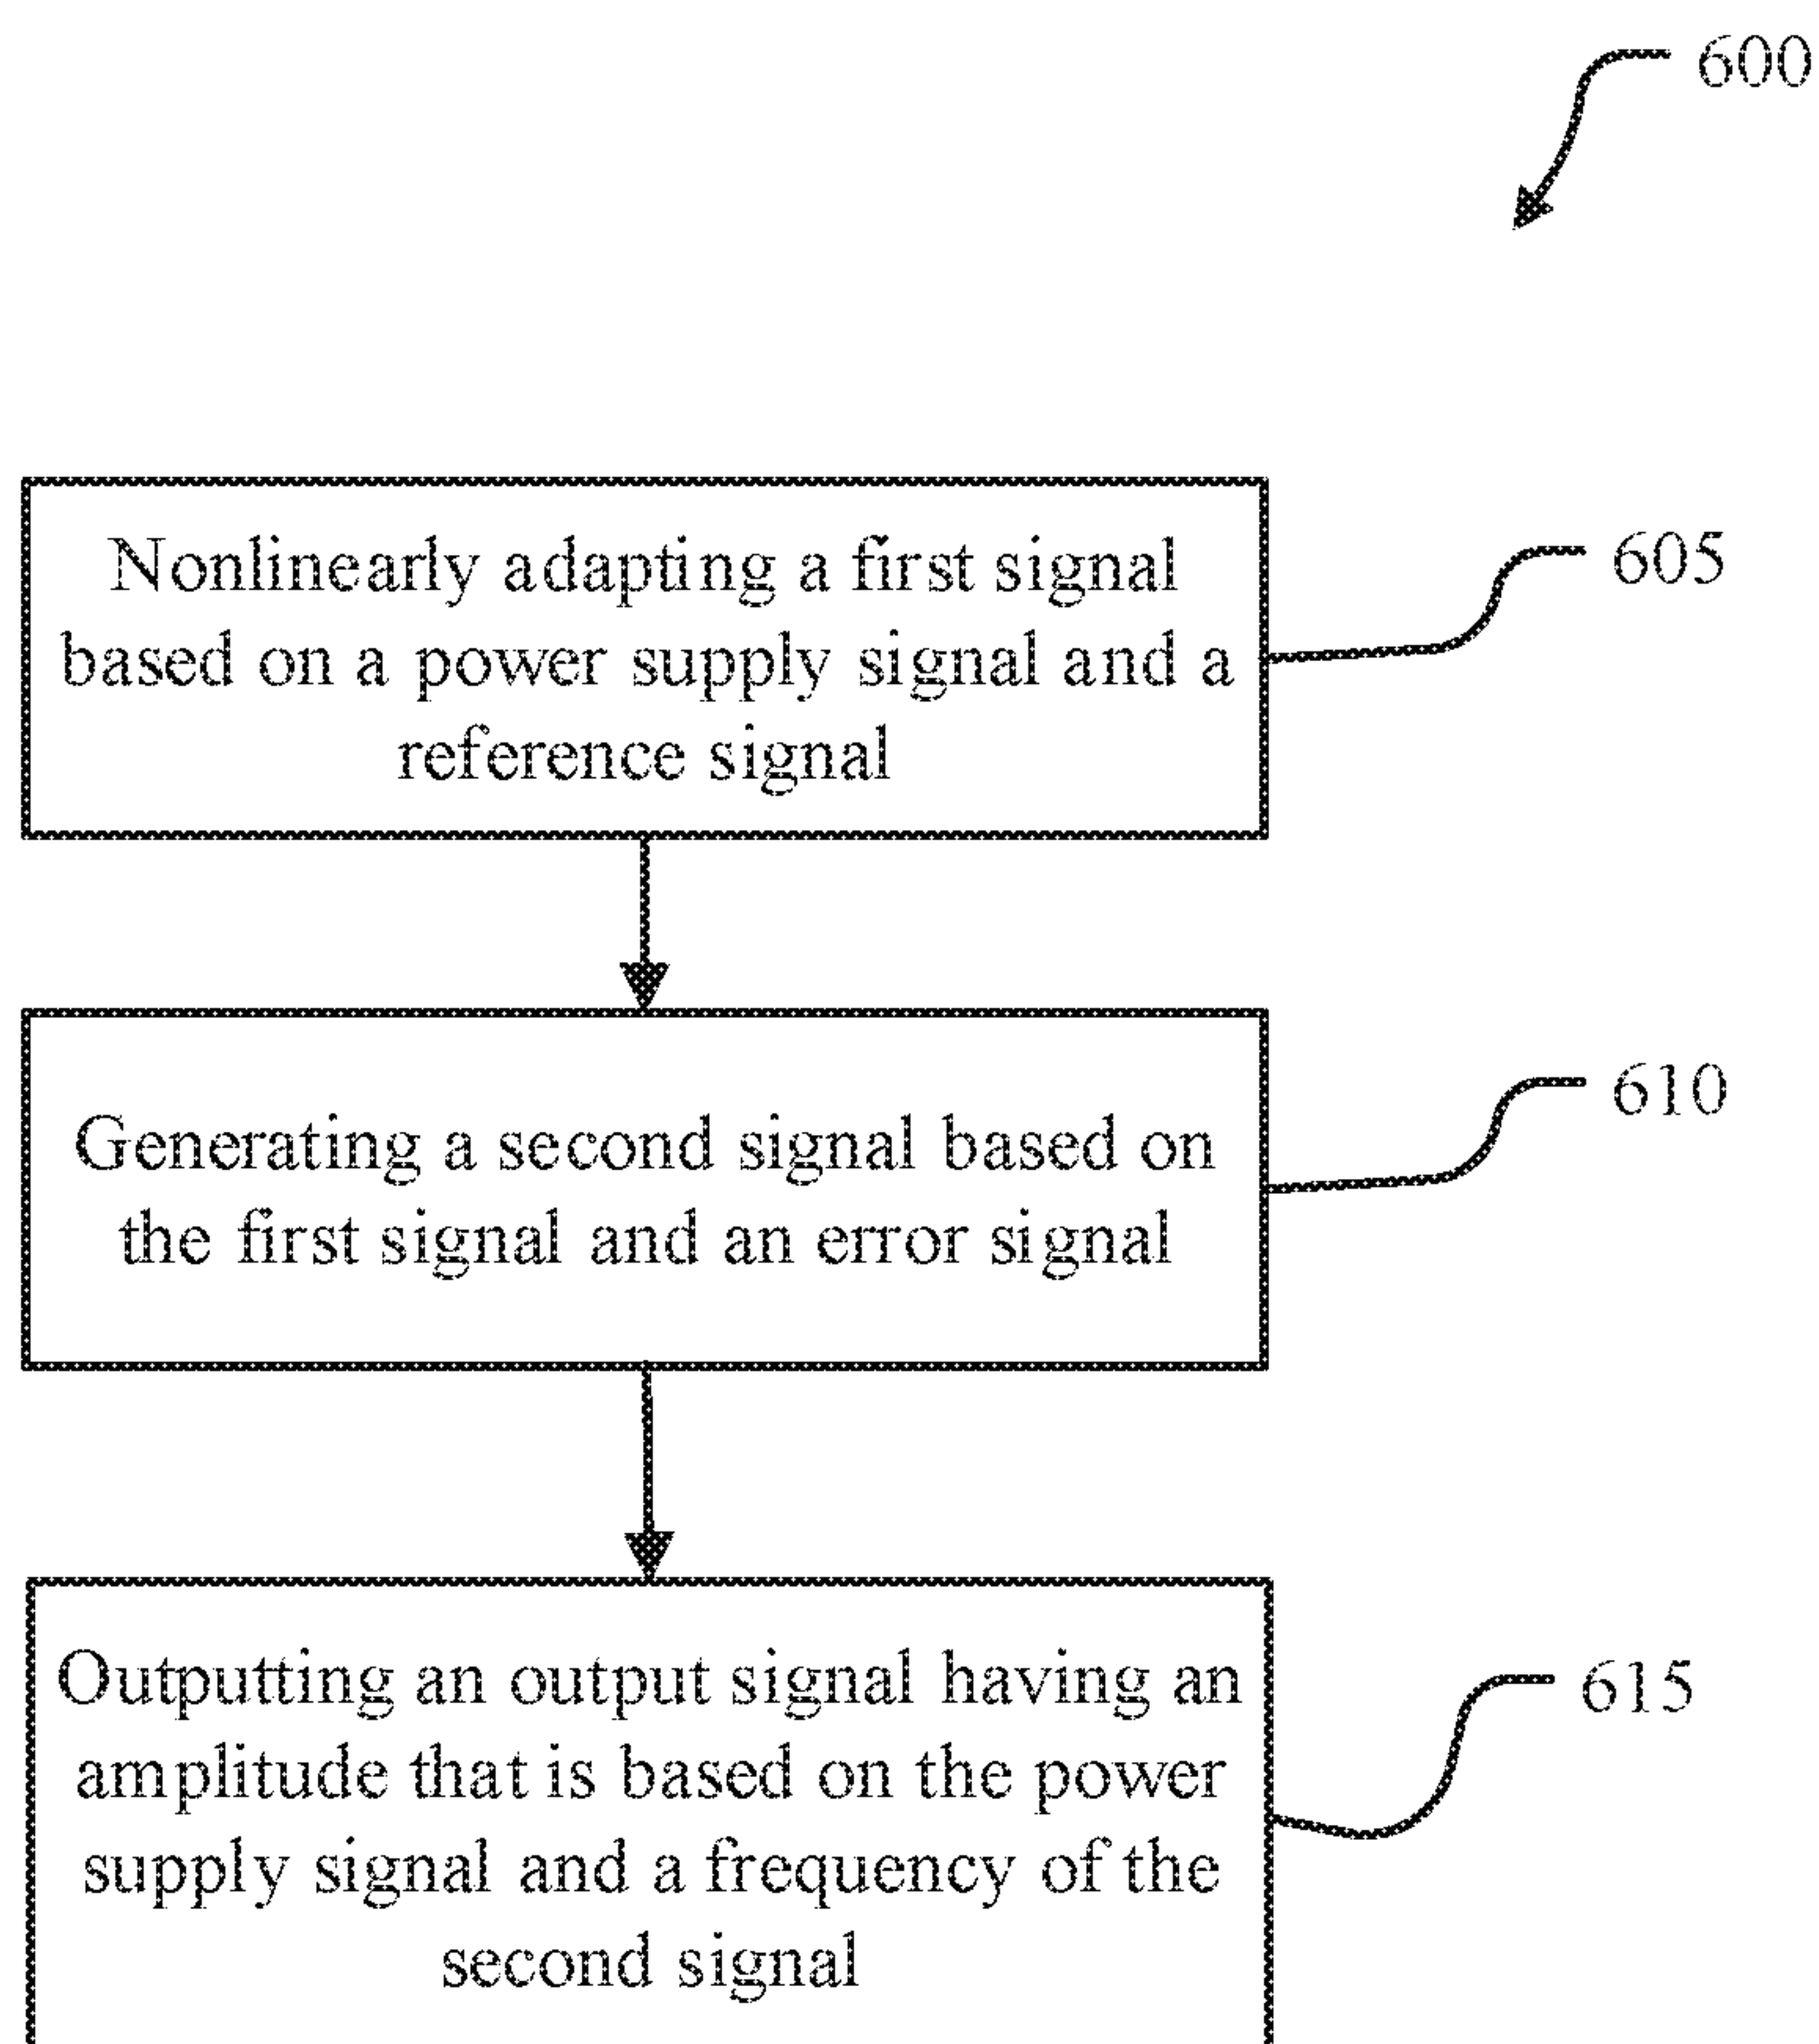 600
Nonlinearly adapting a first signal
based on a power supply signal and a
reference signal
605
Generating a second signal based on
the first signal and an error signal
610
Outputting an output signal having an
amplitude that is based on the power
supply signal and a frequency of the
second signal
615